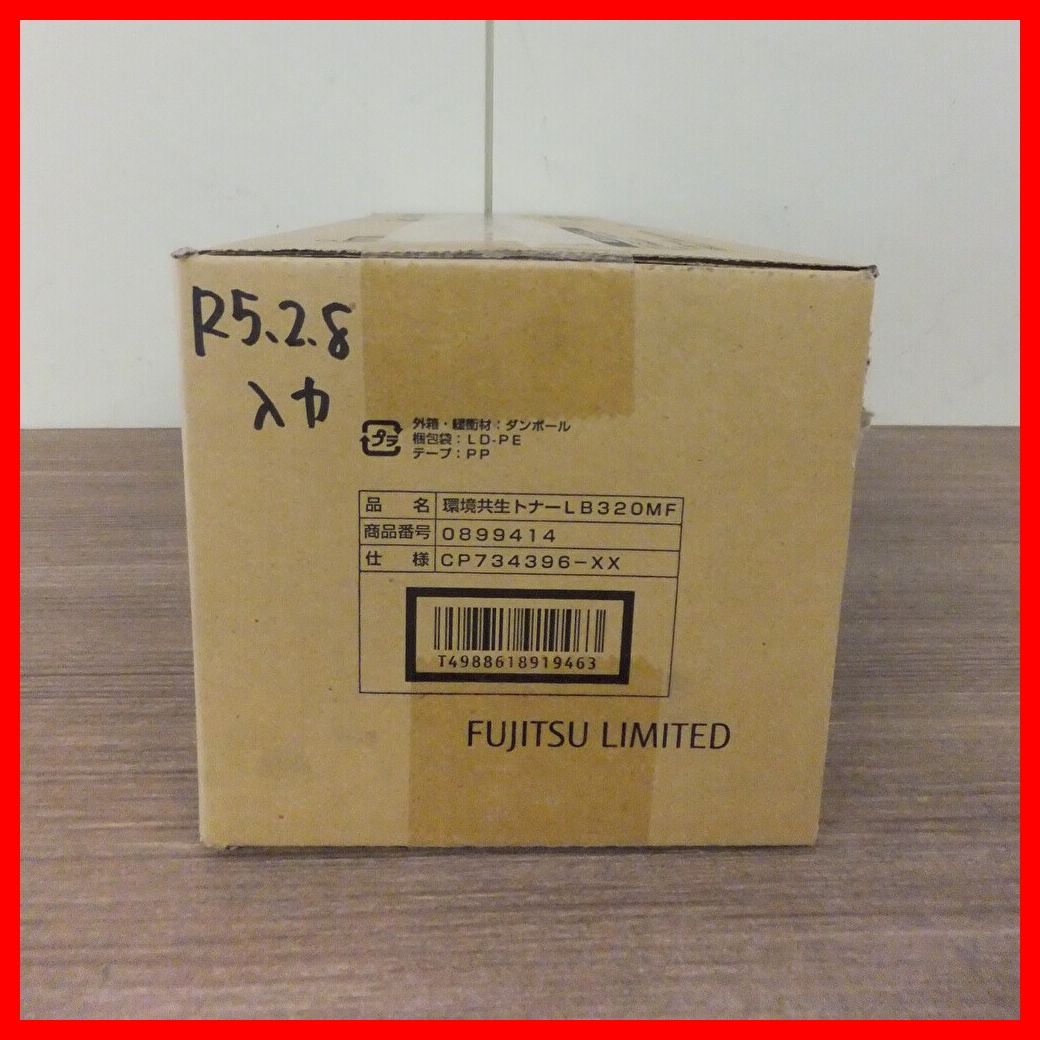 R5.2.8
入力
プラ
外箱・緩衝材:ダンボール
梱包袋:LD-PE
テープ:PP
品 名 環境共生トナーLB320MF
商品番号 0899414
仕 様 CP734396-XX
T4988618919463
FUJITSU LIMITED